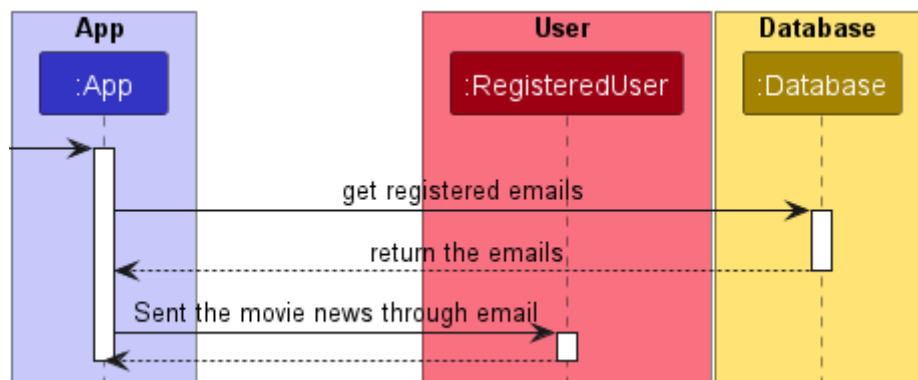 App
User
Database
:App
:RegisteredUser
:Database
get registered emails
return the emails
Sent the movie news through email